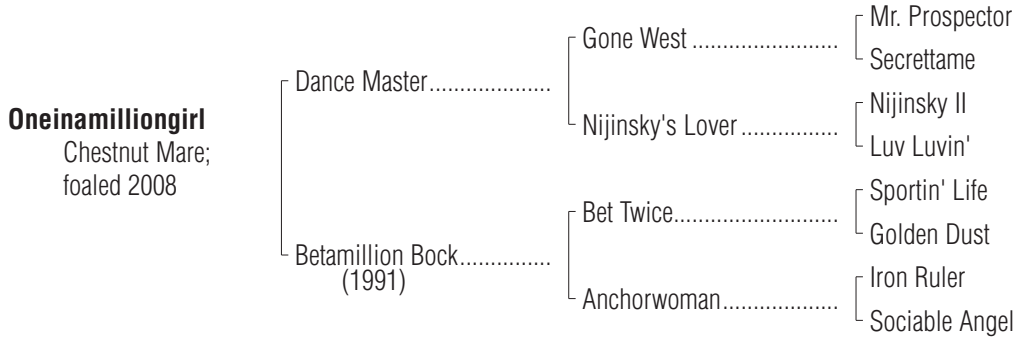 Mr. Prospector
Gone West ........................
Secrettame
Dance Master....................
Nijinsky II
Nijinsky's Lover ................
Luv Luvin'
Oneinamilliongirl
Chestnut Mare;
foaled 2008
Sportin' Life
Bet Twice...........................
Golden Dust
Betamillion Bock...............
(1991)
Iron Ruler
Anchorwoman...................
Sociable Angel